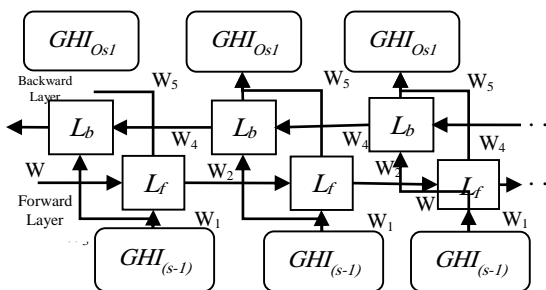 GHI_Os1 GHI_Os1 GHI_Os1
Backward
Layer
W5 W5 W5
Lb Lb Lb
W4 W4 W4
W W2 W2
Lf Lf Lf
W
Forward
Layer
W1 W1 W1
GHI_(s-1) GHI_(s-1) GHI_(s-1)